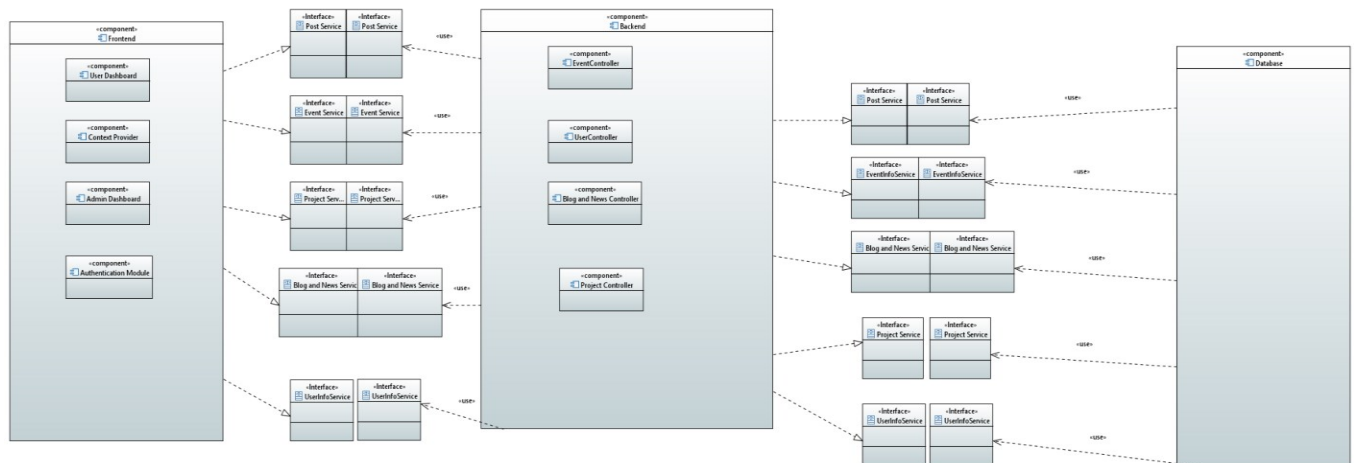 «component»
Frontend
«component»
User Dashboard
«component»
Context Provider
«component»
Admin Dashboard
«component»
Authentication Module
«Interface» «Interface»
Post Service Post Service
«use»
«Interface» «Interface»
Event Service Event Service
«use»
«Interface» «Interface»
Project Serv... Project Serv...
«use»
«Interface» «Interface»
Blog and News Servic Blog and News Service
«use»
«Interface» «Interface»
UserInfoService UserInfoService
«use»
«component»
Backend
«component»
EventController
«component»
UserController
«component»
Blog and News Controller
«component»
Project Controller
«Interface» «Interface»
Post Service Post Service
«use»
«Interface» «Interface»
EventInfoService EventInfoService
«use»
«Interface» «Interface»
Blog and News Servic Blog and News Service
«use»
«Interface» «Interface»
Project Service Project Service
«use»
«Interface» «Interface»
UserInfoService UserInfoService
«use»
«component»
Database